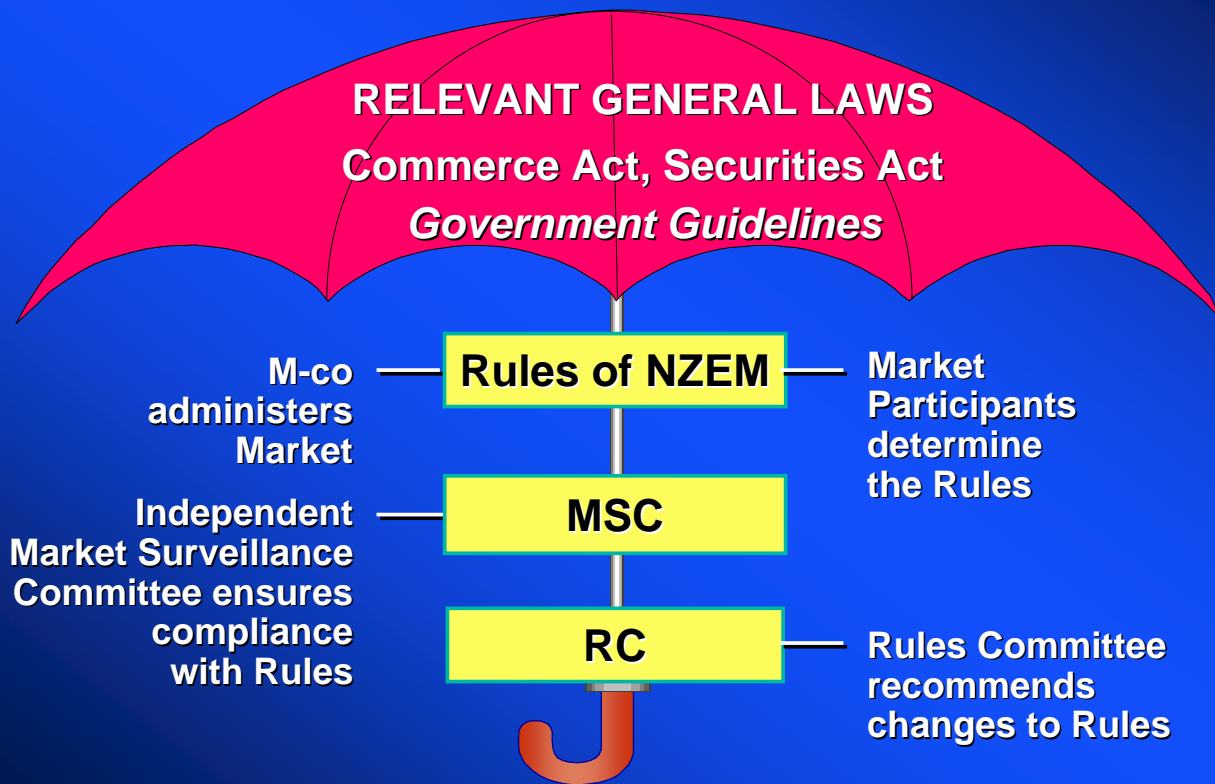 RELEVANT GENERAL LAWS
Commerce Act, Securities Act
Government Guidelines
M-co
administers
Market
Rules of NZEM
Market
Participants
determine
the Rules
Independent
Market Surveillance
Committee ensures
compliance
with Rules
MSC
RC
Rules Committee
recommends
changes to Rules